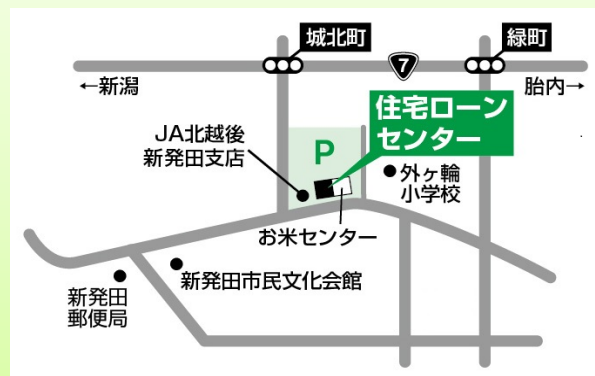 城北町
緑町
7
←新潟
胎内→
住宅ローン
センター
JA北越後
新発田支店
P
外ヶ輪
小学校
お米センター
新発田市民文化会館
新発田
郵便局